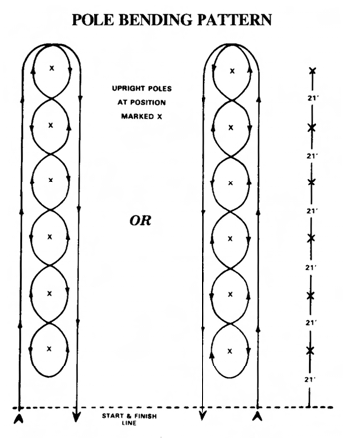 POLE BENDING PATTERN
UPRIGHT POLES
AT POSITION
MARKED X
OR
x x X
21'
x x X
21'
x x X
21'
x x X
21'
x x X
21'
x x X
21'
START & FINISH
LINE